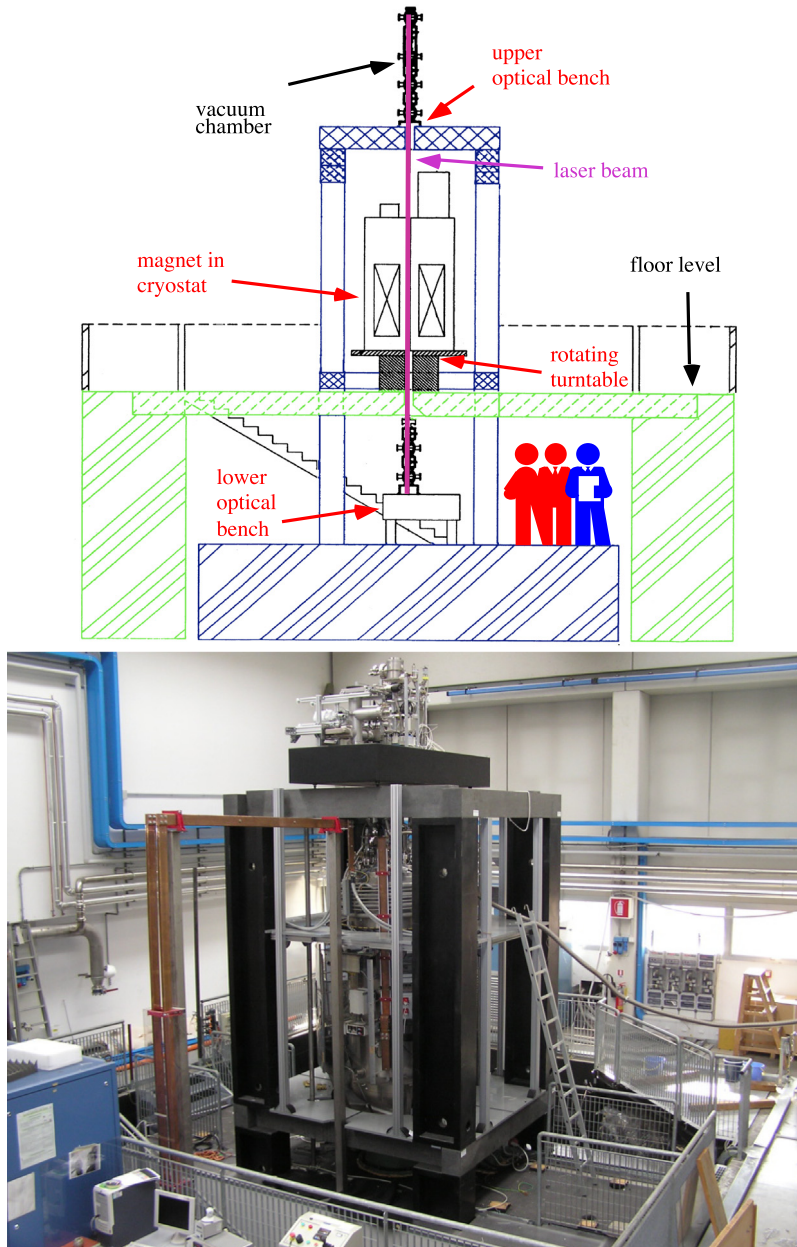 upper
optical bench
vacuum
chamber
laser beam
magnet in
cryostat
floor level
rotating
turntable
lower
optical
bench